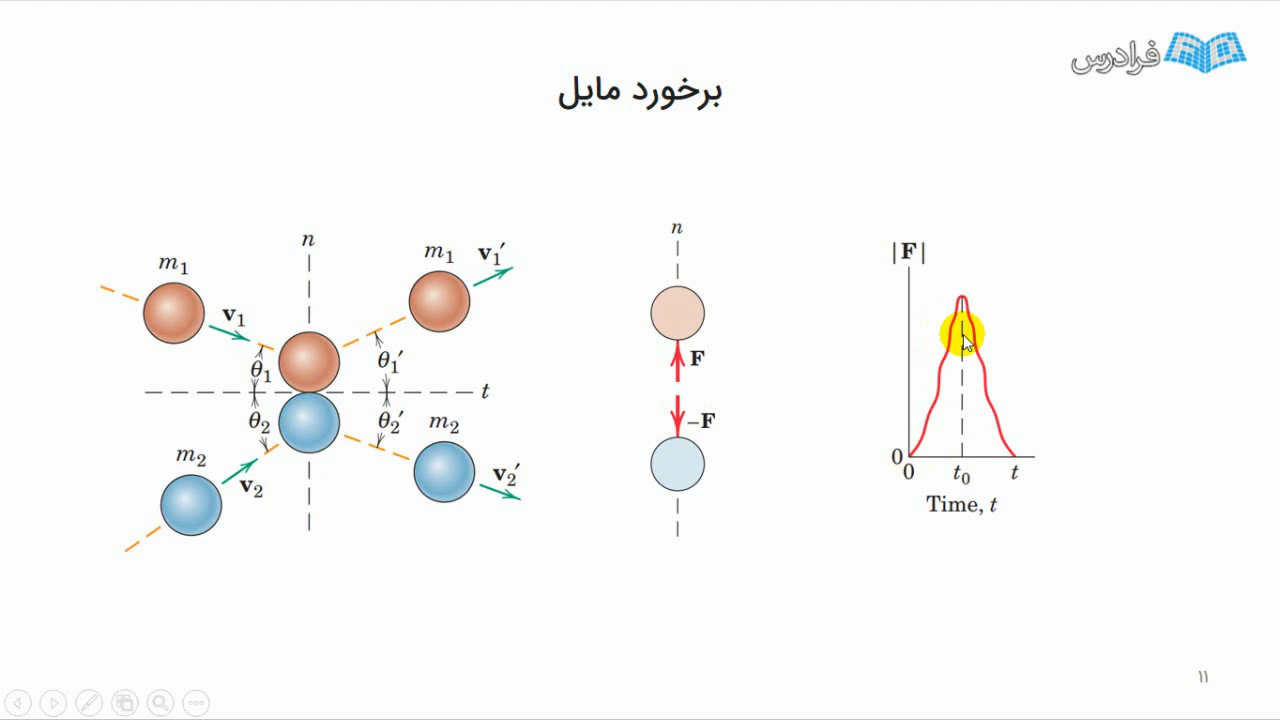 فرادرس
برخورد مایل
n
m₁
v₁
m₁
v₁′
θ₁
θ₁′
t
θ₂
θ₂′
m₂
v₂
m₂
v₂′
n
F
–F
|F|
0
0
t₀
t
Time, t
۱۱